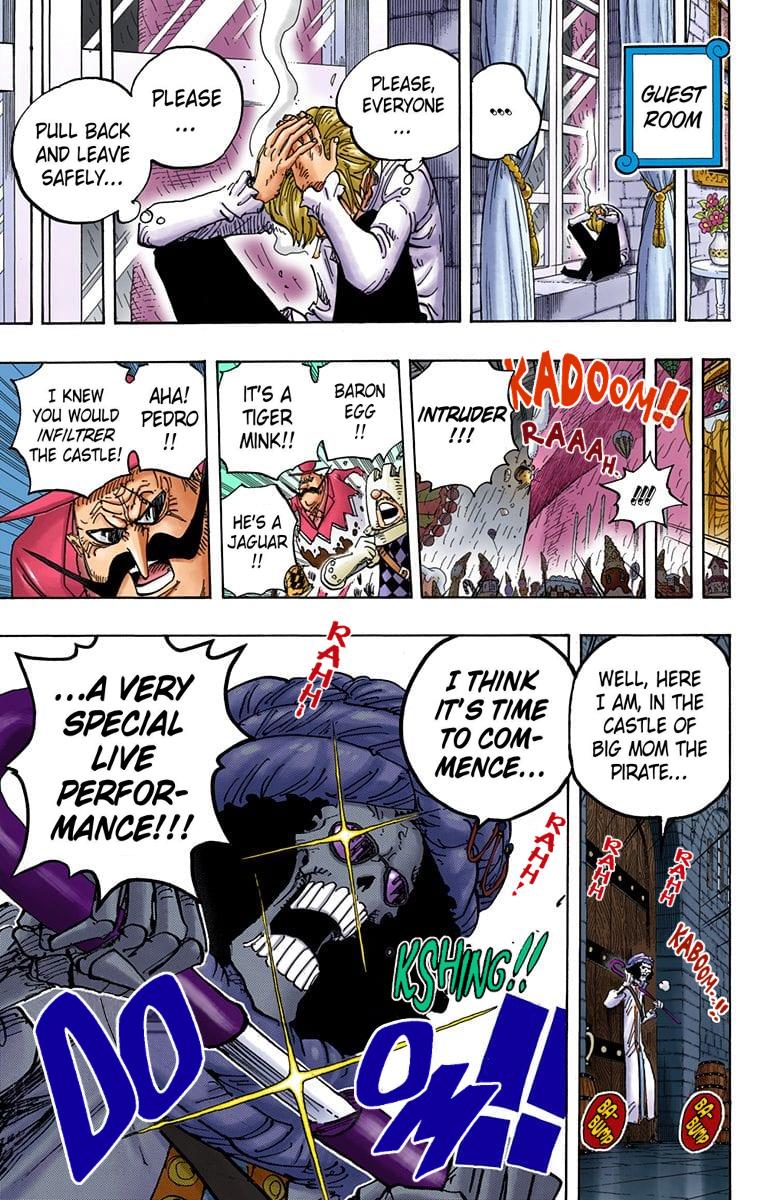 GUEST
ROOM
...
PLEASE,
EVERYONE
...
PLEASE
...
PULL BACK
AND LEAVE
SAFELY...
!!!
KADOOM!!
RAAAH
INTRUDER
!!!
BARON
EGG
!!
IT'S A
TIGER
MINK!!
HE'S A
JAGUAR!!
AHA!
PEDRO
!!
I KNEW
YOU WOULD
INFILTRER
THE CASTLE!
WELL, HERE
I AM, IN THE
CASTLE OF
BIG MOM THE
PIRATE...
RAHH
RAHH
KABOOM...!!
BA-
BUMP
BA-
BUMP
I THINK
IT'S TIME
TO COM-
MENCE...
RAHH!
RAHH!
...A VERY
SPECIAL
LIVE
PERFOR-
MANCE!!!
KSHING!!
DOOM!!